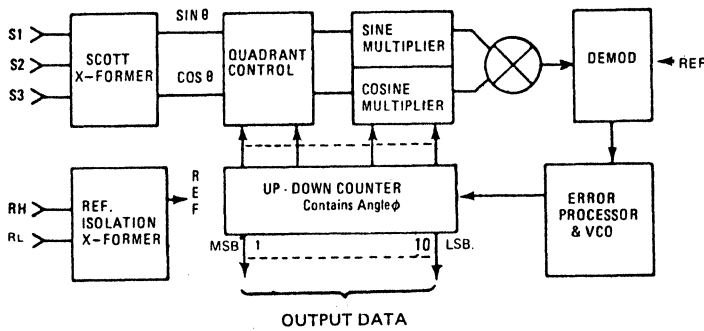 S1
S2
S3
SCOTT
X-FORMER
SIN θ
COS θ
QUADRANT
CONTROL
SINE
MULTIPLIER
COSINE
MULTIPLIER
DEMOD
REF
RH
RL
REF.
ISOLATION
X-FORMER
REF
UP-DOWN COUNTER
Contains Angle ϕ
ERROR
PROCESSOR
& VCO
MSB 1
10 LSB.
OUTPUT DATA